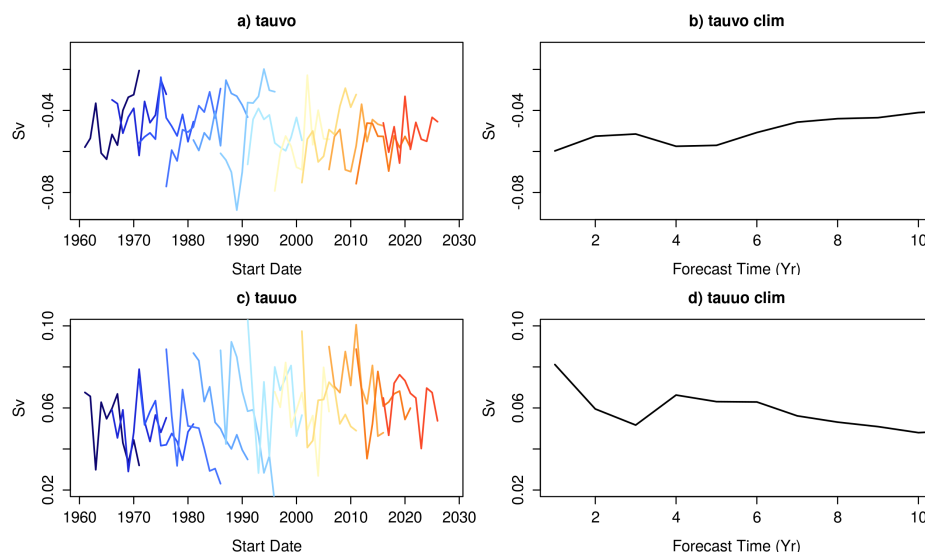 a) tauvo
Sv
-0.04
-0.08
1960 1970 1980 1990 2000 2010 2020 2030
Start Date
b) tauvo clim
Sv
-0.04
-0.08
2 4 6 8 10
Forecast Time (Yr)
c) tauuo
Sv
0.10
0.06
0.02
1960 1970 1980 1990 2000 2010 2020 2030
Start Date
d) tauuo clim
Sv
0.10
0.06
0.02
2 4 6 8 10
Forecast Time (Yr)